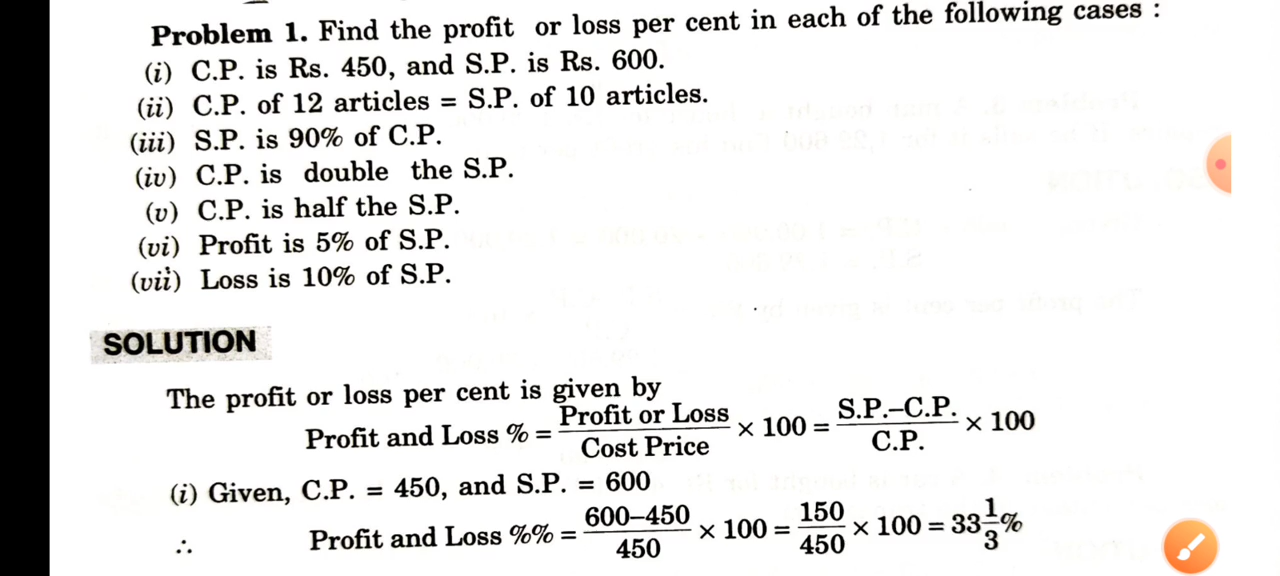 Problem 1. Find the profit or loss per cent in each of the following cases :
(i) C.P. is Rs. 450, and S.P. is Rs. 600.
(ii) C.P. of 12 articles = S.P. of 10 articles.
(iii) S.P. is 90% of C.P.
(iv) C.P. is double the S.P.
(v) C.P. is half the S.P.
(vi) Profit is 5% of S.P.
(vii) Loss is 10% of S.P.
SOLUTION
The profit or loss per cent is given by
Profit and Loss % = Profit or Loss / Cost Price × 100 = S.P.–C.P. / C.P. × 100
(i) Given, C.P. = 450, and S.P. = 600
∴ Profit and Loss %% = 600–450 / 450 × 100 = 150 / 450 × 100 = 33 1/3 %